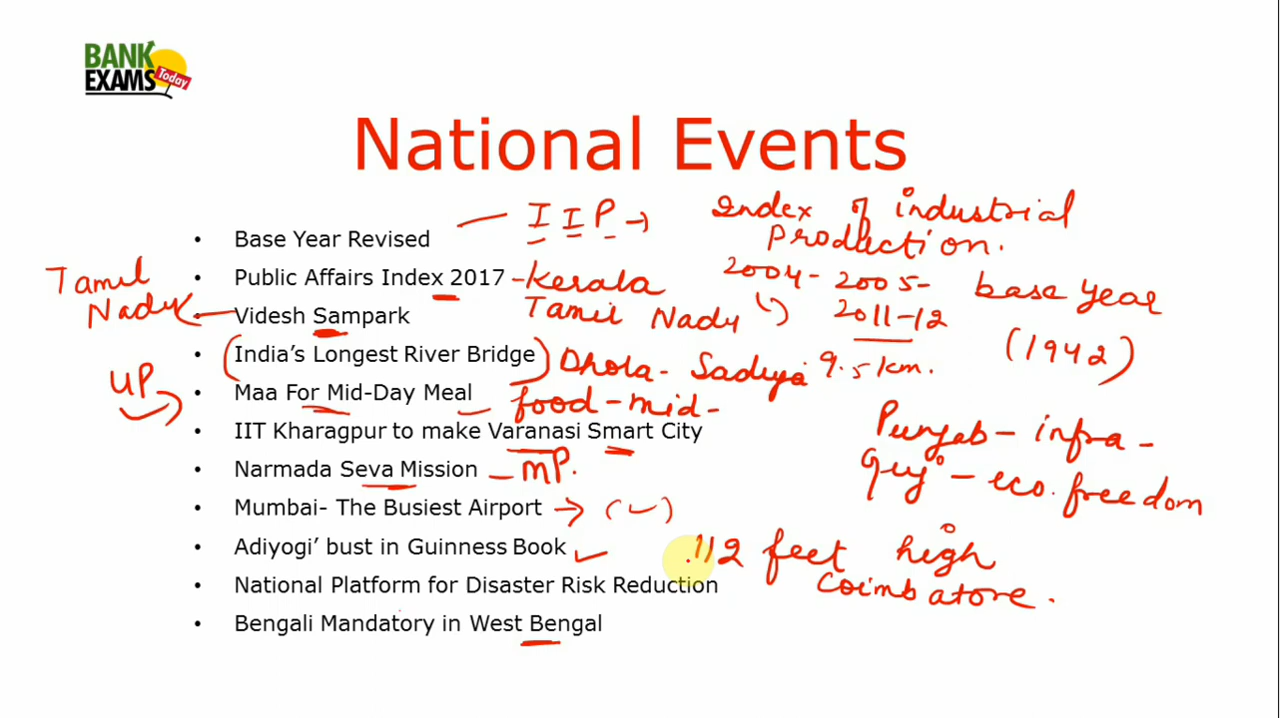 BANK
EXAMS Today
National Events
• Base Year Revised – IIP → Index of industrial
production.
• Public Affairs Index 2017 - Kerala 2004-2005- base year
Tamil
Nadu
Tamil Nadu 2011-12
• Videsh Sampark
(1942)
• (India’s Longest River Bridge) Dhola - Sadiya 9.5 km.
UP
• Maa For Mid-Day Meal – food - mid-
Punjab - infra -
• IIT Kharagpur to make Varanasi Smart City
• Narmada Seva Mission – MP.
Guj - eco. freedom
• Mumbai- The Busiest Airport →
• Adiyogi’ bust in Guinness Book ✓ 112 feet high
coimbatore.
• National Platform for Disaster Risk Reduction
• Bengali Mandatory in West Bengal